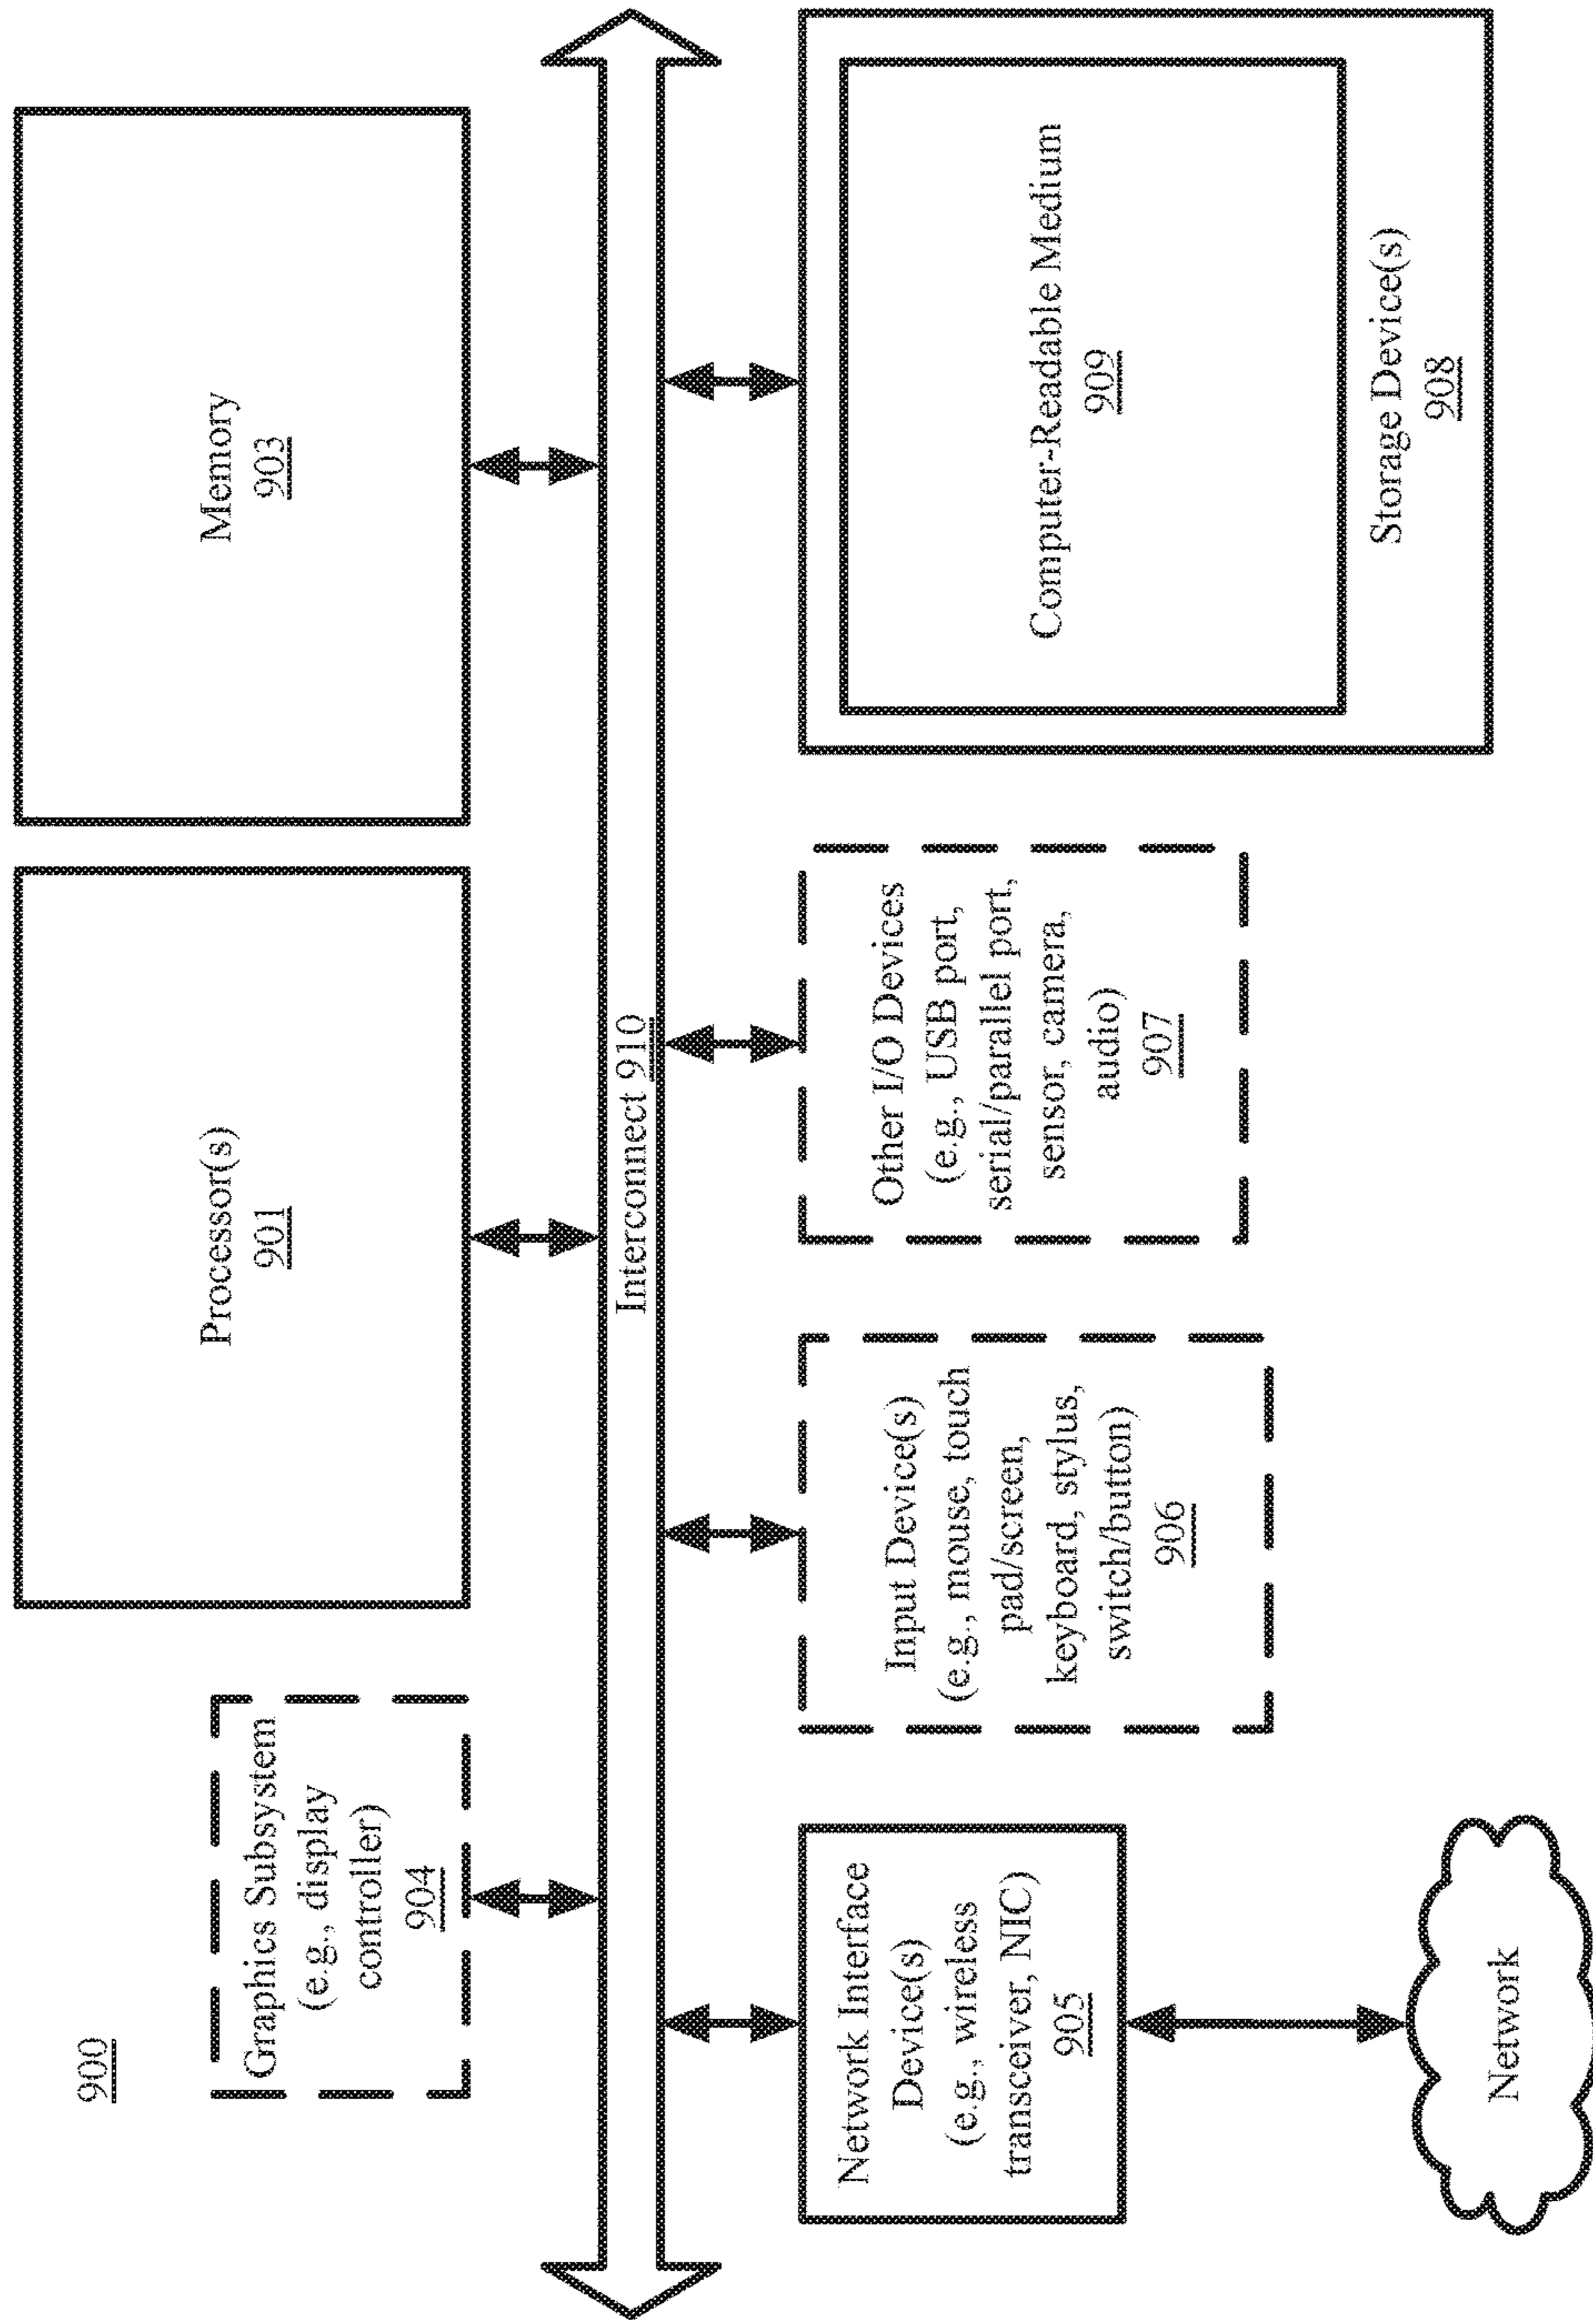 900
Graphics Subsystem
(e.g., display
controller)
904
Processor(s)
901
Memory
903
Interconnect 910
Network Interface
Device(s)
(e.g., wireless
transceiver, NIC)
905
Input Device(s)
(e.g., mouse, touch
pad/screen,
keyboard, stylus,
switch/button)
906
Other I/O Devices
(e.g., USB port,
serial/parallel port,
sensor, camera,
audio)
907
Computer-Readable Medium
909
Storage Device(s)
908
Network